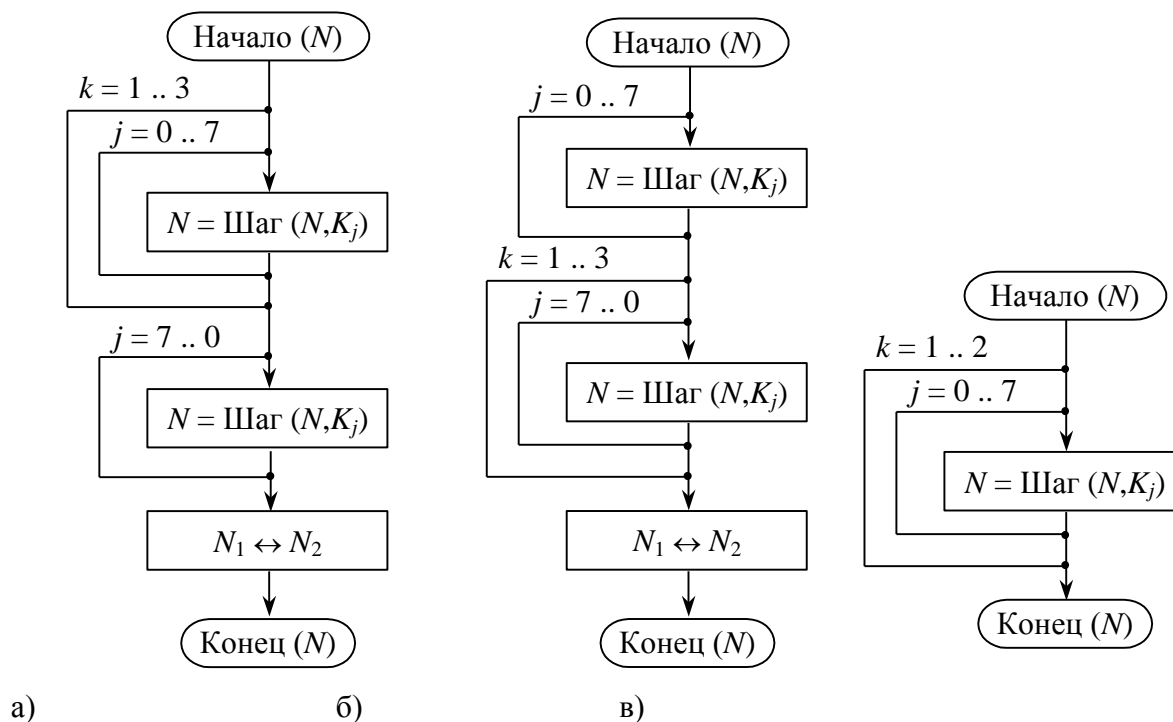 Начало (N)
k = 1 .. 3
j = 0 .. 7
N = Шаг (N,Kj)
j = 7 .. 0
N = Шаг (N,Kj)
N1 ↔ N2
Конец (N)
Начало (N)
j = 0 .. 7
N = Шаг (N,Kj)
k = 1 .. 3
j = 7 .. 0
N = Шаг (N,Kj)
N1 ↔ N2
Конец (N)
Начало (N)
k = 1 .. 2
j = 0 .. 7
N = Шаг (N,Kj)
Конец (N)
а) б) в)